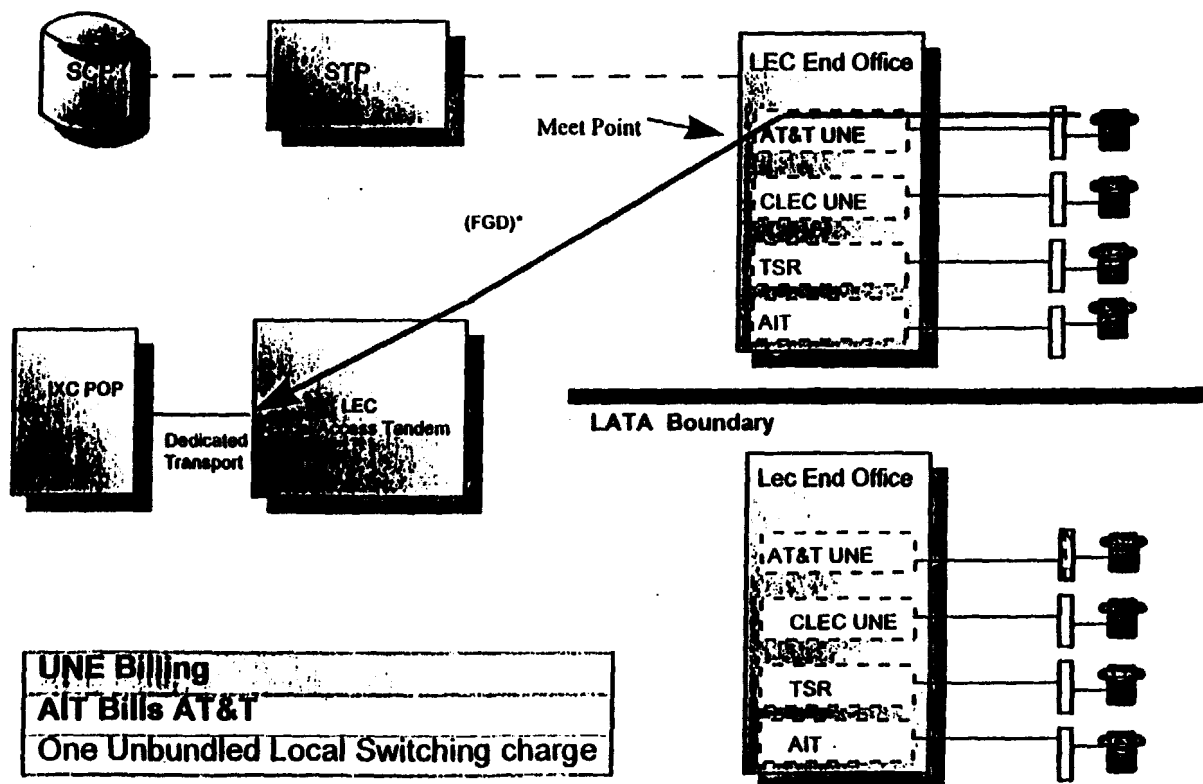 SCP
STP
LEC End Office
Meet Point
AT&T UNE
CLEC UNE
(FGD)*
TSR
AIT
IXC POP
LEC
Access Tandem
Dedicated
Transport
LATA Boundary
Lec End Office
AT&T UNE
CLEC UNE
TSR
AIT
UNE Billing
AIT Bills AT&T
One Unbundled Local Switching charge